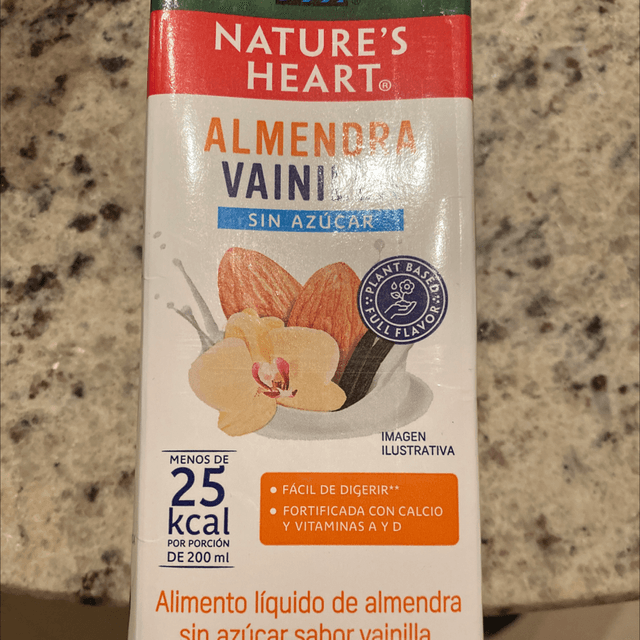 NATURE'S
HEART®
ALMENDRA
SIN AZÚCAR
PLANT BASED
FULL FLAVOR
IMAGEN
ILUSTRATIVA
MENOS DE
25
kcal
POR PORCIÓN
DE 200 ml
• FÁCIL DE DIGERIR**
• FORTIFICADA CON CALCIO
Y VITAMINAS A Y D
Alimento líquido de almendra
sin azúcar sabor vainilla